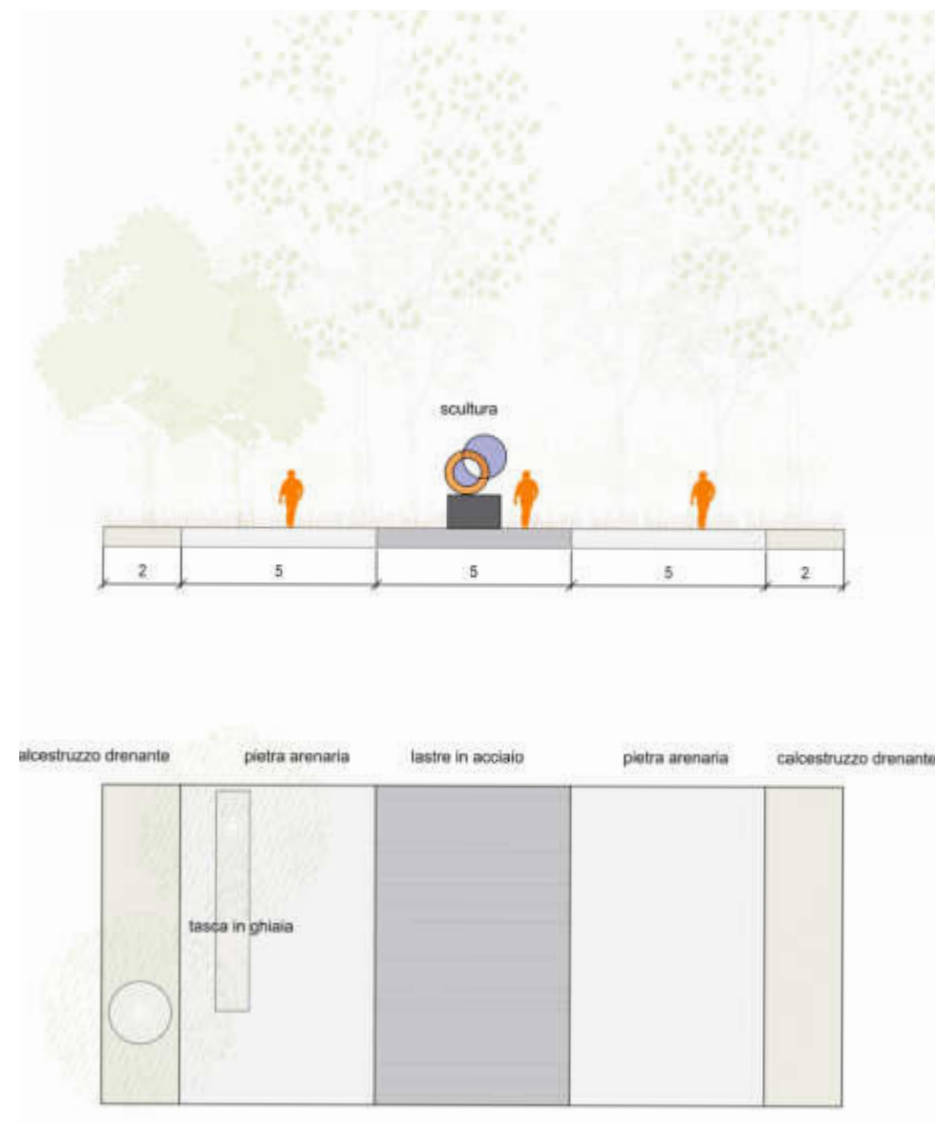 scultura
2 5 5 5 2
alcestruzzo drenante pietra arenaria lastre in acciaio pietra arenaria calcestruzzo drenante
tasca in ghiaia